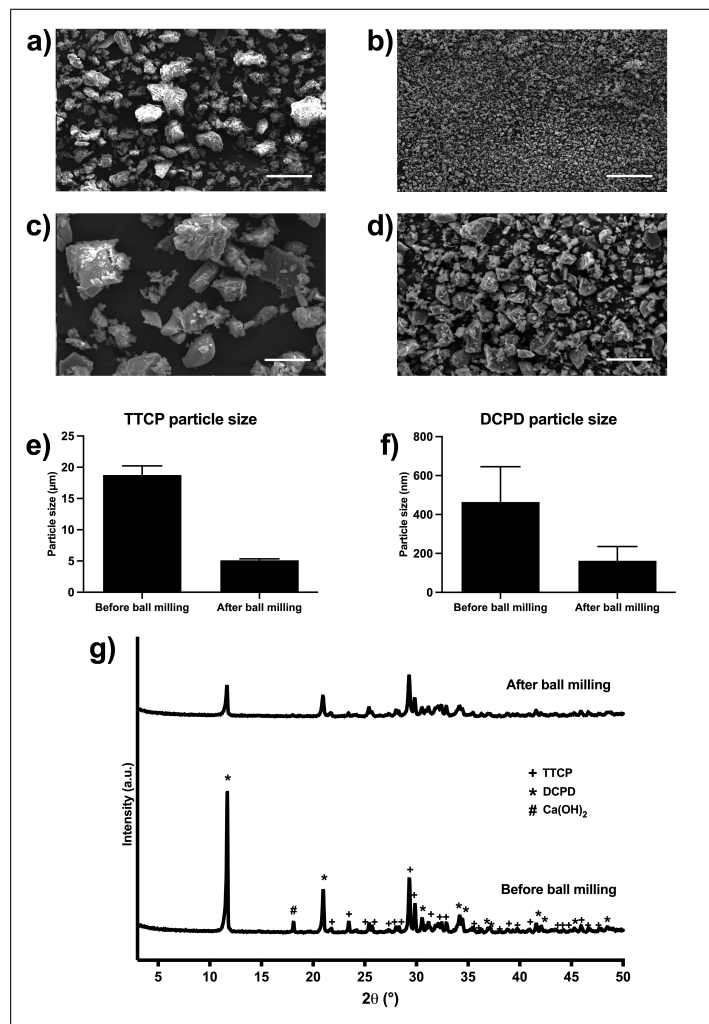 a)
b)
c)
d)
e)
TTCP particle size
Particle size (μm)
25
20
15
10
5
0
Before ball milling
After ball milling
f)
DCPD particle size
Particle size (nm)
800
600
400
200
0
Before ball milling
After ball milling
g)
After ball milling
+ TTCP
* DCPD
# Ca(OH)2
Before ball milling
Intensity (a.u.)
5 10 15 20 25 30 35 40 45 50
2θ (°)